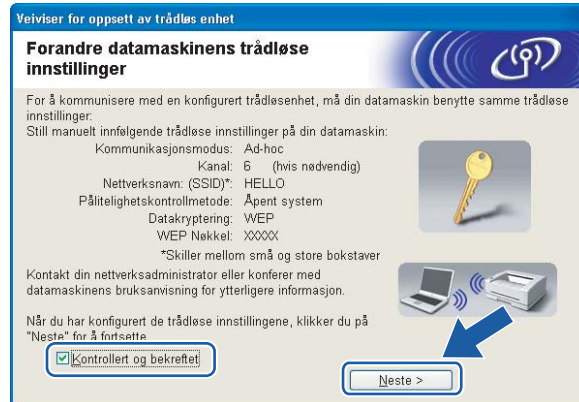 Veiviser for oppsett av trådløs enhet
Forandre datamaskinens trådløse
innstillinger
For å kommunisere med en konfigurert trådløsenhet, må din datamaskin benytte samme trådløse
innstillinger:
Still manuelt innfølgende trådløse innstillinger på din datamaskin:
Kommunikasjonsmodus: Ad-hoc
Kanal: 6 (hvis nødvendig)
Nettverksnavn: (SSID)*: HELLO
Pålitelighetskontrollmetode: Åpent system
Datakryptering: WEP
WEP Nøkkel: XXXXX
*Skiller mellom små og store bokstaver
Kontakt din nettverksadministrator eller konferer med
datamaskinens bruksanvisning for ytterligere informasjon.
Når du har konfigurert de trådløse innstillingene, klikker du på
"Neste" for å fortsette
Kontrollert og bekreftet
Neste >